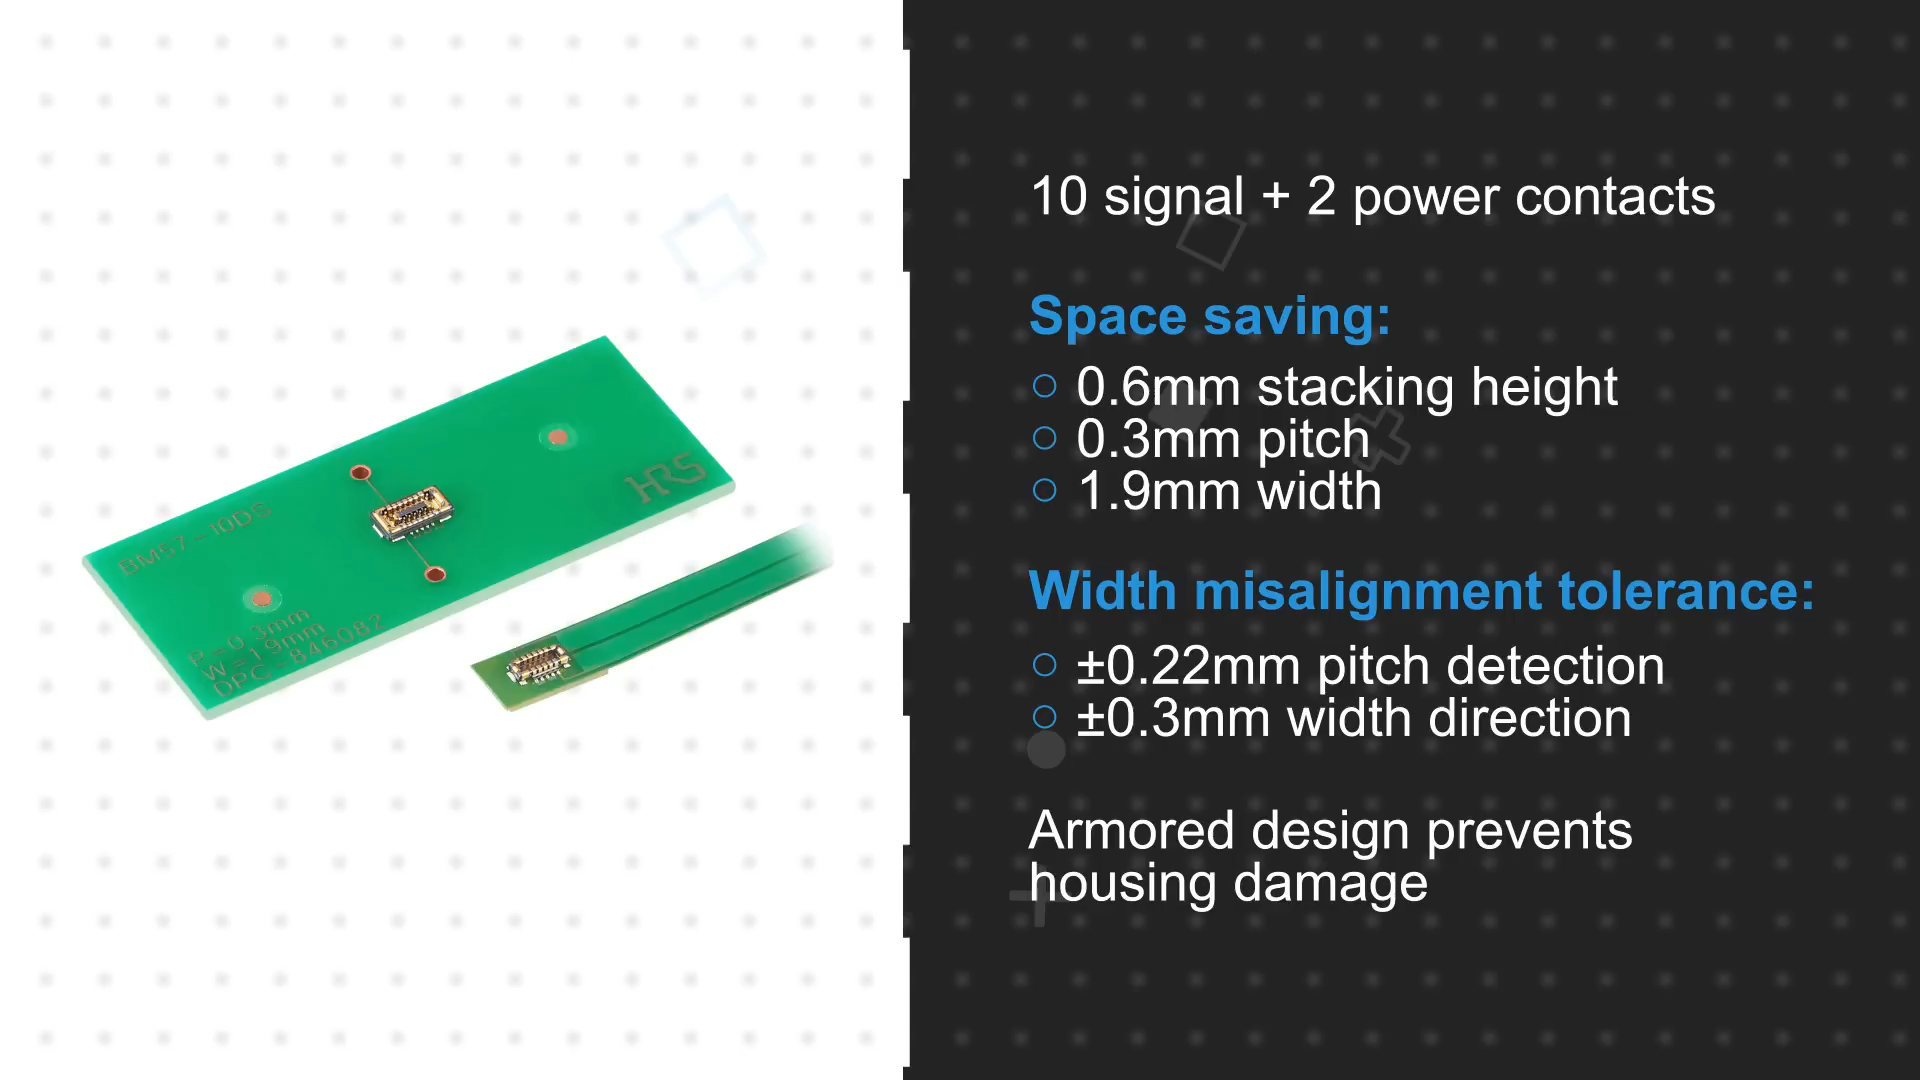 BM57-10DS
HRS
P=0.3mm
W=1.9mm
DPC-846082
10 signal + 2 power contacts
Space saving:
0.6mm stacking height
0.3mm pitch
1.9mm width
Width misalignment tolerance:
±0.22mm pitch detection
±0.3mm width direction
Armored design prevents
housing damage